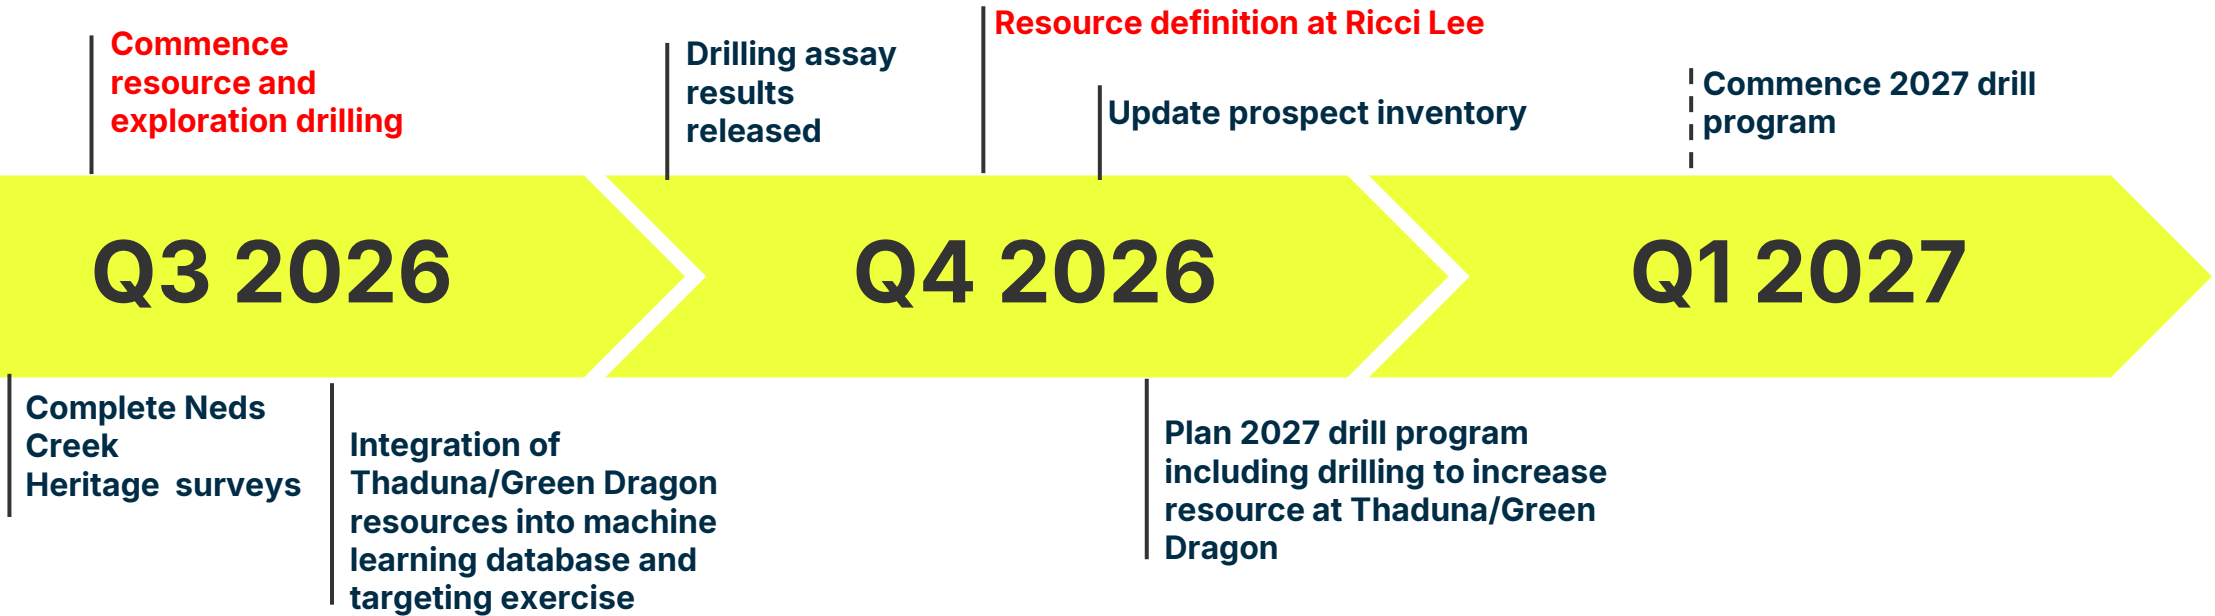 Commence
resource and
exploration drilling
Drilling assay
results
released
Resource definition at Ricci Lee
Update prospect inventory
Commence 2027 drill
program
Q3 2026
Q4 2026
Q1 2027
Complete Neds
Creek
Heritage  surveys
Integration of
Thaduna/Green Dragon
resources into machine
learning database and
targeting exercise
Plan 2027 drill program
including drilling to increase
resource at Thaduna/Green
Dragon